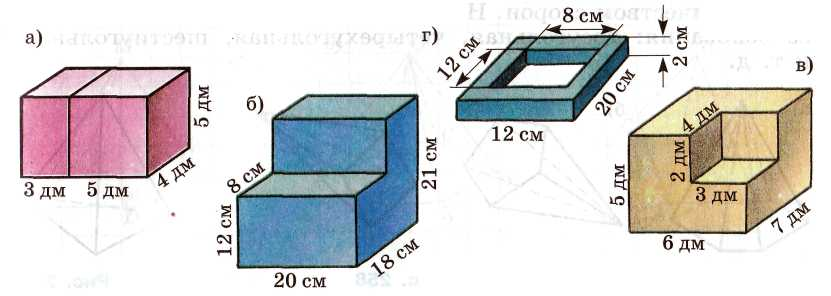 а)
3 дм 5 дм
4 дм
5 дм
б)
8 см
12 см
20 см
18 см
21 см
г)
8 см
2 см
12 см
12 см
20 см
в)
4 дм
2 дм
3 дм
5 дм
6 дм
7 дм